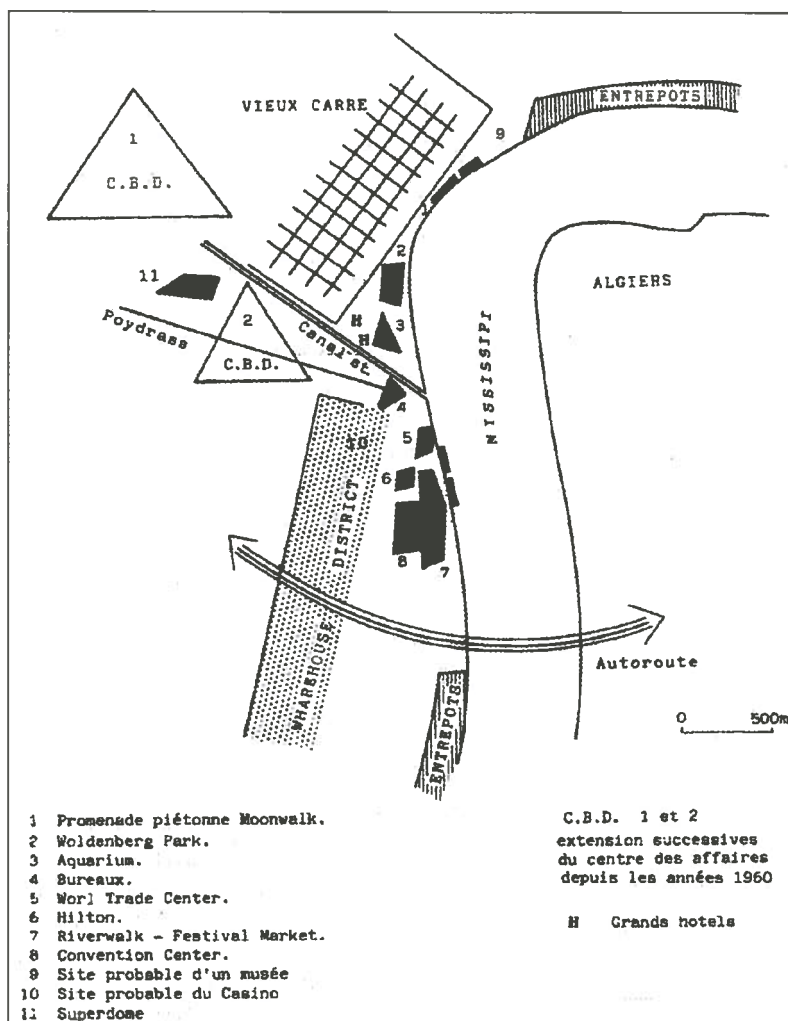 VIEUX CARRE
ENTREPOTS
9
1
C.B.D.
1
2
11
ALGIERS
Poydrass
2
C.B.D.
H
H
3
Canal st.
MISSISSIPI
4
10
5
6
WHAREHOUSE DISTRICT
8
7
Autoroute
ENTREPOTS
0 500m
1 Promenade piétonne Moonwalk.
2 Woldenberg Park.
3 Aquarium.
4 Bureaux.
5 Worl Trade Center.
6 Hilton.
7 Riverwalk - Festival Market.
8 Convention Center.
9 Site probable d'un musée
10 Site probable du Casino
11 Superdome
C.B.D. 1 et 2
extension successives
du centre des affaires
depuis les années 1960
H Grands hotels